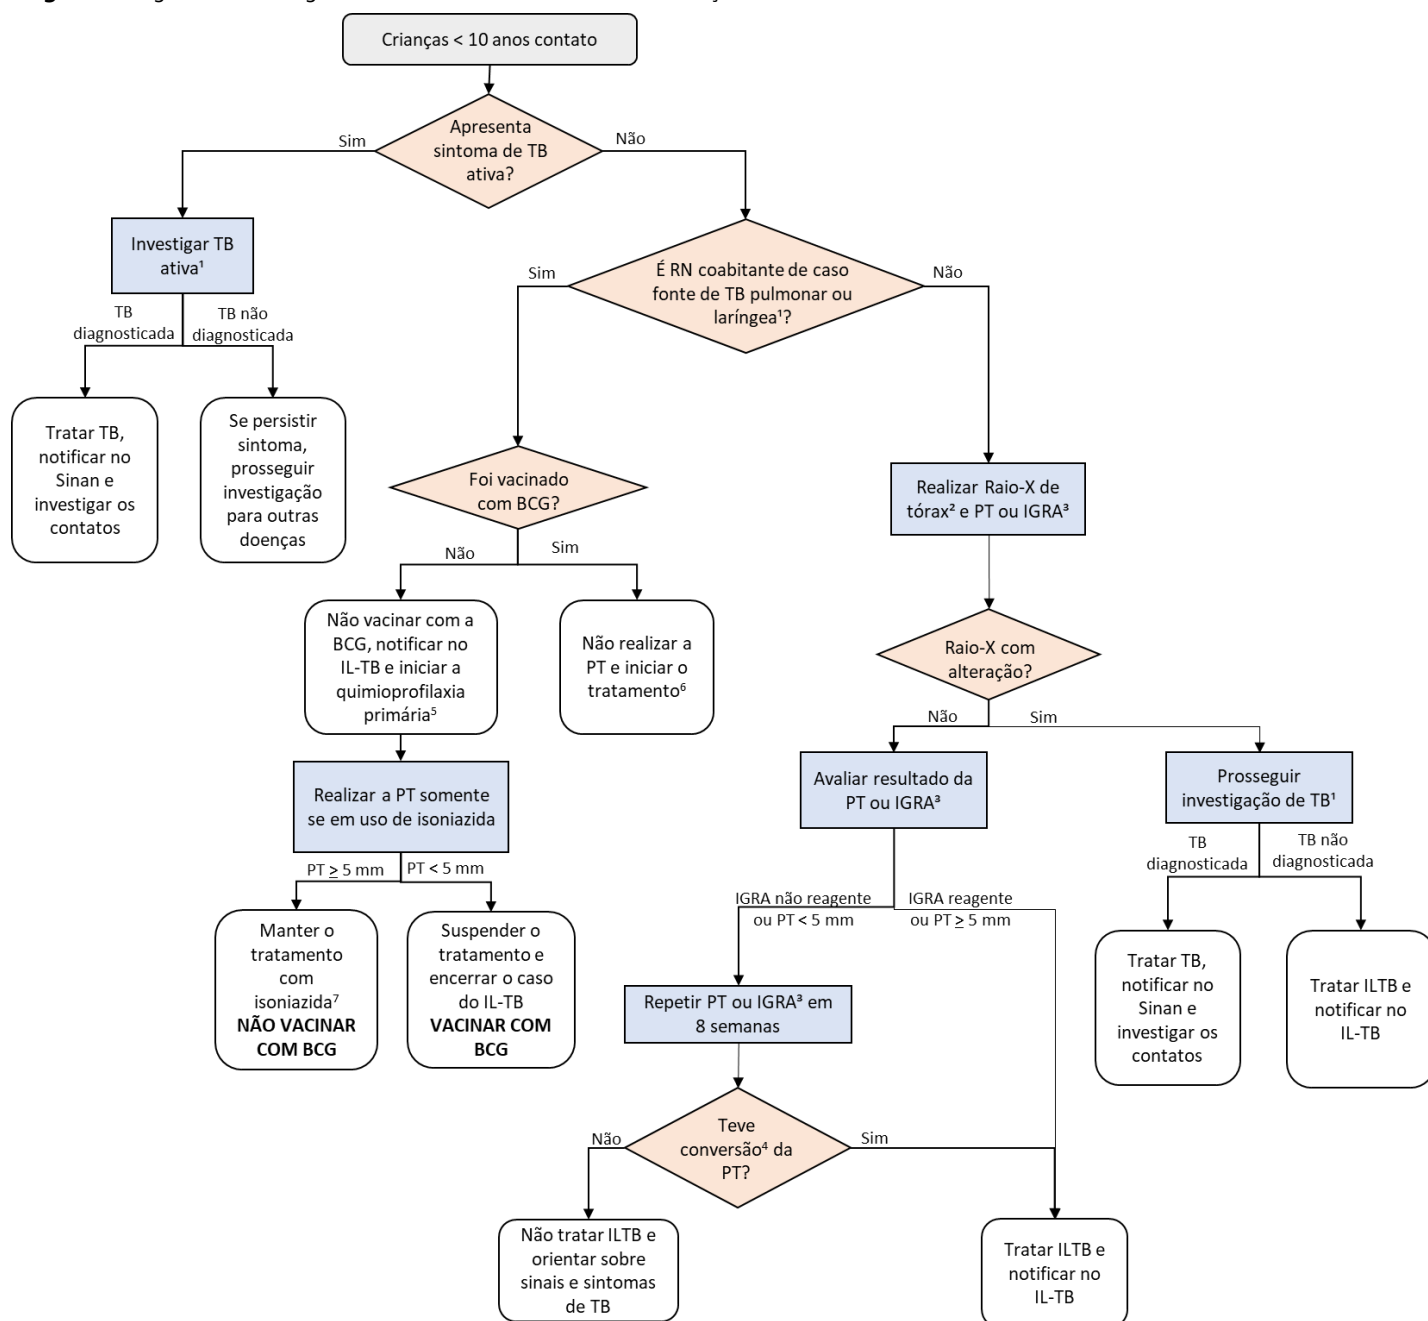 Crianças < 10 anos contato
Apresenta
sintoma de TB
ativa?
Sim
Não
Investigar TB
ativa¹
É RN coabitante de caso
fonte de TB pulmonar ou
laríngea¹?
Sim
Não
TB
diagnosticada
TB não
diagnosticada
Tratar TB,
notificar no
Sinan e
investigar os
contatos
Se persistir
sintoma,
prosseguir
investigação
para outras
doenças
Foi vacinado
com BCG?
Não
Sim
Realizar Raio-X de
tórax² e PT ou IGRA³
Não vacinar com a
BCG, notificar no
IL-TB e iniciar a
quimioprofilaxia
primária⁵
Não realizar a
PT e iniciar o
tratamento⁶
Raio-X com
alteração?
Não
Sim
Realizar a PT somente
se em uso de isoniazida
Avaliar resultado da
PT ou IGRA³
Prosseguir
investigação de TB¹
PT ≥ 5 mm
PT < 5 mm
TB
diagnosticada
TB não
diagnosticada
Manter o
tratamento
com
isoniazida⁷
NÃO VACINAR
COM BCG
Suspender o
tratamento e
encerrar o caso
do IL-TB
VACINAR COM
BCG
IGRA não reagente
ou PT < 5 mm
IGRA reagente
ou PT ≥ 5 mm
Repetir PT ou IGRA³ em
8 semanas
Tratar TB,
notificar no
Sinan e
investigar os
contatos
Tratar ILTB e
notificar no
IL-TB
Teve
conversão⁴ da
PT?
Não
Sim
Não tratar ILTB e
orientar sobre
sinais e sintomas
de TB
Tratar ILTB e
notificar no
IL-TB